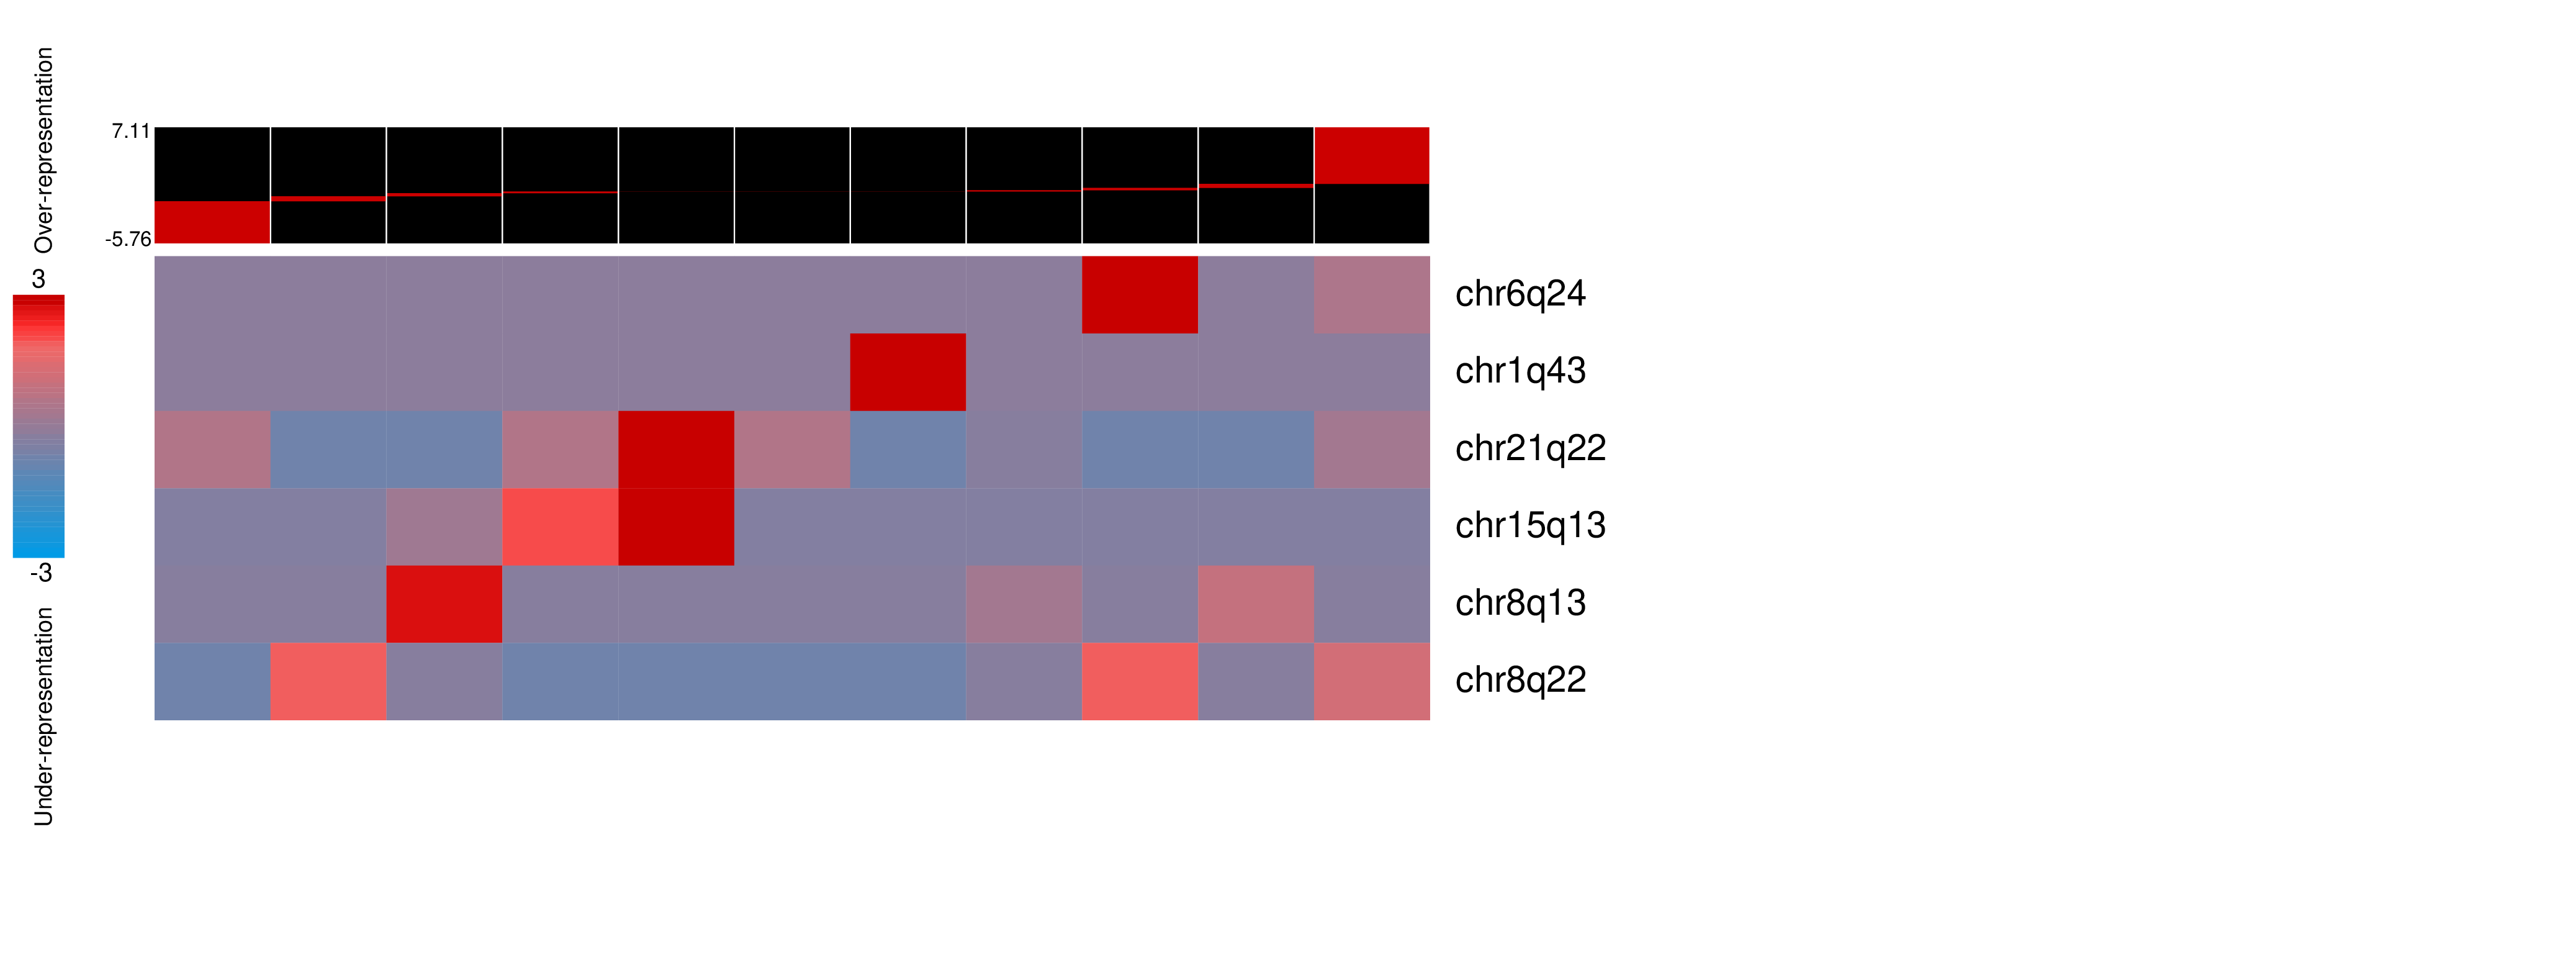 Over-representation
7.11
-5.76
3
-3
Under-representation
chr6q24
chr1q43
chr21q22
chr15q13
chr8q13
chr8q22